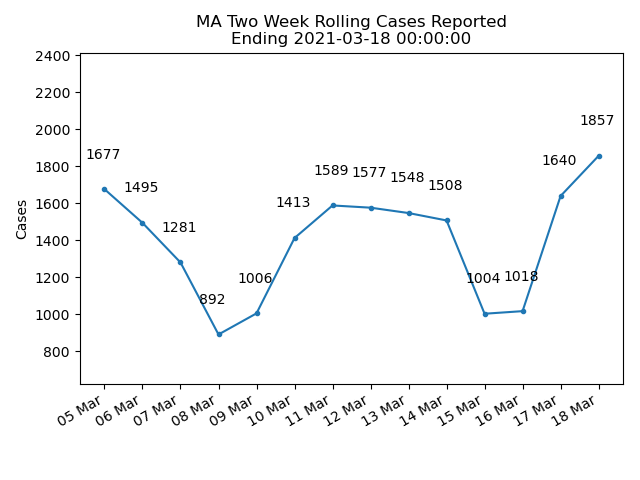 MA Two Week Rolling Cases Reported
Ending 2021-03-18 00:00:00
Cases
2400
2200
2000
1800
1600
1400
1200
1000
800
1677
1495
1281
892
1006
1413
1589
1577
1548
1508
1004
1018
1640
1857
05 Mar
06 Mar
07 Mar
08 Mar
09 Mar
10 Mar
11 Mar
12 Mar
13 Mar
14 Mar
15 Mar
16 Mar
17 Mar
18 Mar